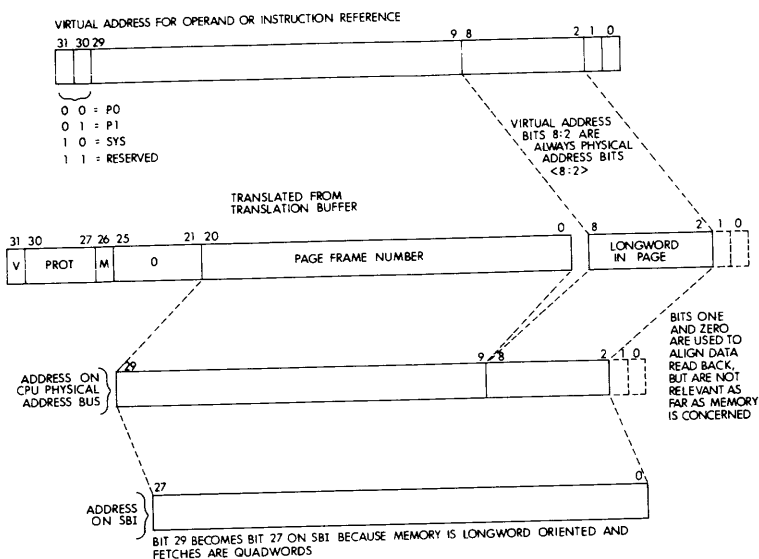 VIRTUAL ADDRESS FOR OPERAND OR INSTRUCTION REFERENCE
31 30 29 9 8 2 1 0
0 0 = P0
0 1 = P1
1 0 = SYS
1 1 = RESERVED
VIRTUAL ADDRESS
BITS 8:2 ARE
ALWAYS PHYSICAL
ADDRESS BITS
<8:2>
TRANSLATED FROM
TRANSLATION BUFFER
31 30 27 26 25 21 20 0 8 2 1 0
V PROT M 0 PAGE FRAME NUMBER
LONGWORD
IN PAGE
BITS ONE
AND ZERO
ARE USED TO
ALIGN DATA
READ BACK,
BUT ARE NOT
RELEVANT AS
FAR AS MEMORY
IS CONCERNED
29 9 8 2 1 0
ADDRESS ON
CPU PHYSICAL
ADDRESS BUS
27 0
ADDRESS
ON SBI
BIT 29 BECOMES BIT 27 ON SBI BECAUSE MEMORY IS LONGWORD ORIENTED AND
FETCHES ARE QUADWORDS